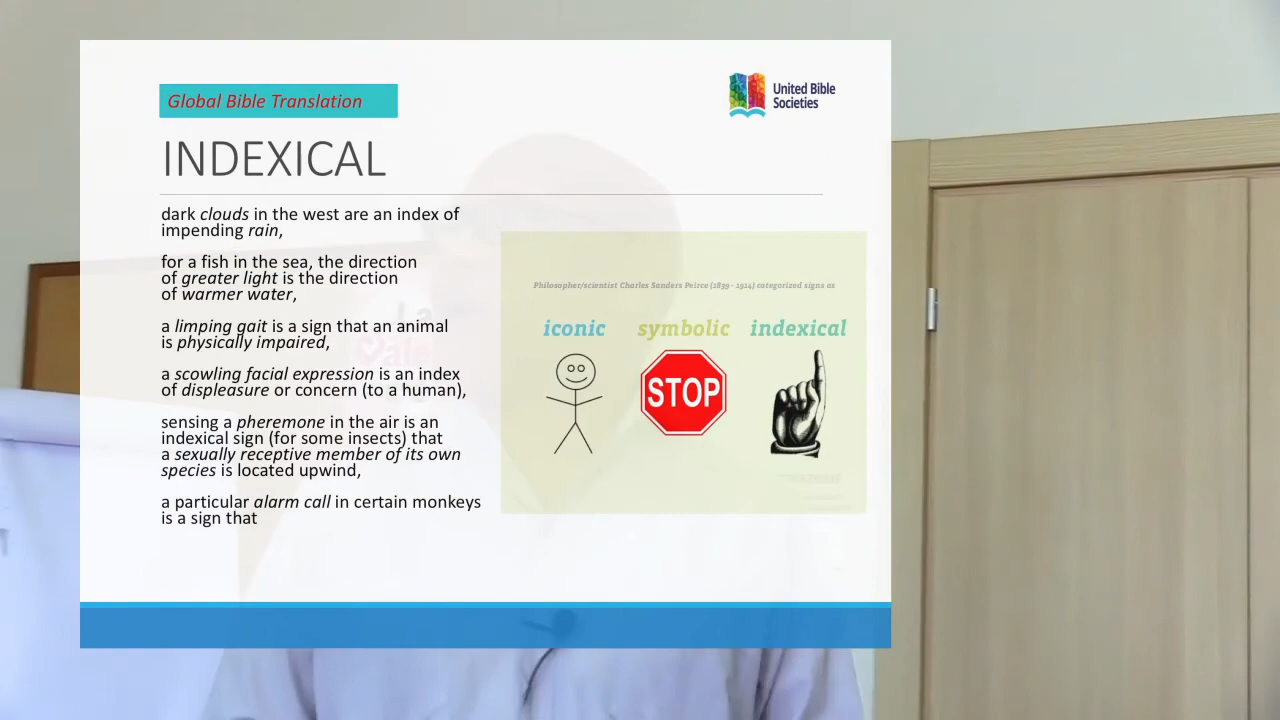 Global Bible Translation
United Bible
Societies
INDEXICAL
dark clouds in the west are an index of
impending rain,
for a fish in the sea, the direction
of greater light is the direction
of warmer water,
a limping gait is a sign that an animal
is physically impaired,
a scowling facial expression is an index
of displeasure or concern (to a human),
sensing a pheremone in the air is an
indexical sign (for some insects) that
a sexually receptive member of its own
species is located upwind,
a particular alarm call in certain monkeys
is a sign that
Philosopher/scientist Charles Sanders Peirce (1839 - 1914) categorized signs as
iconic symbolic indexical
STOP